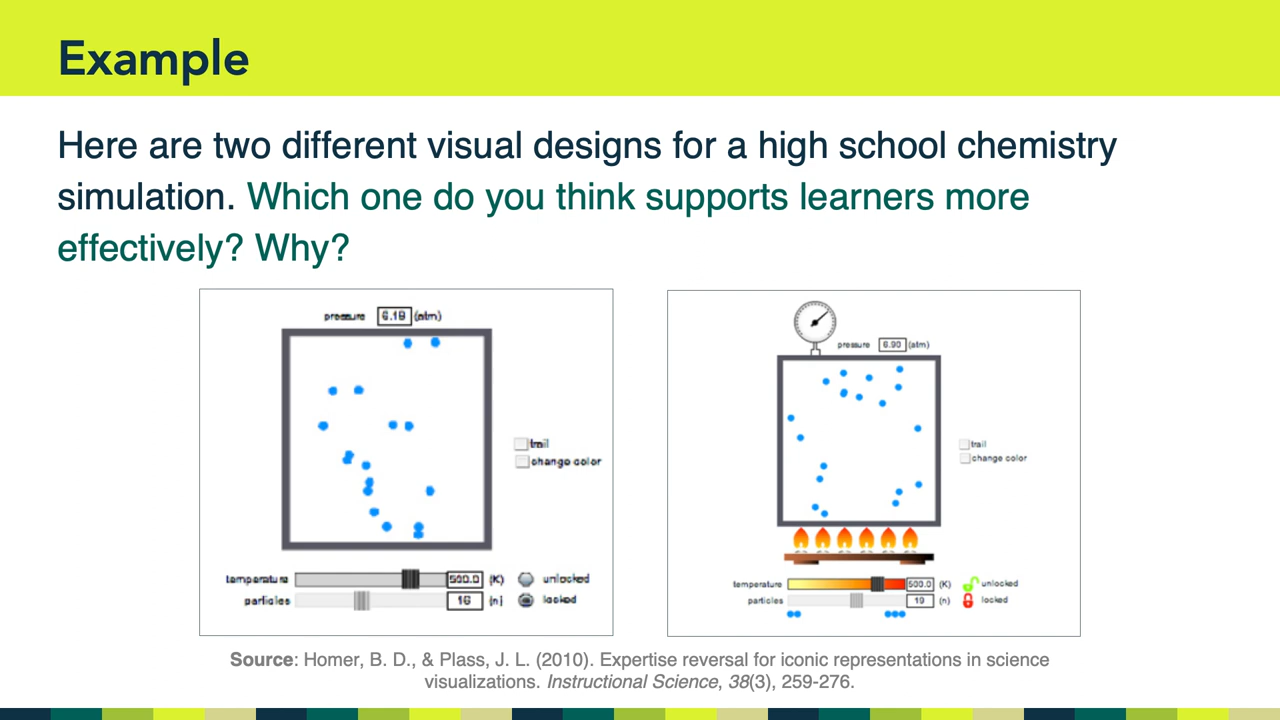 Example
Here are two different visual designs for a high school chemistry
simulation. Which one do you think supports learners more
effectively? Why?
pressure 6.19 (atm)
trail
change color
temperature 500.0 (K) unlocked
particles 16 (n) locked
pressure 6.90 (atm)
trail
change color
temperature 500.0 (K) unlocked
particles 19 (n) locked
Source: Homer, B. D., & Plass, J. L. (2010). Expertise reversal for iconic representations in science
visualizations. Instructional Science, 38(3), 259-276.